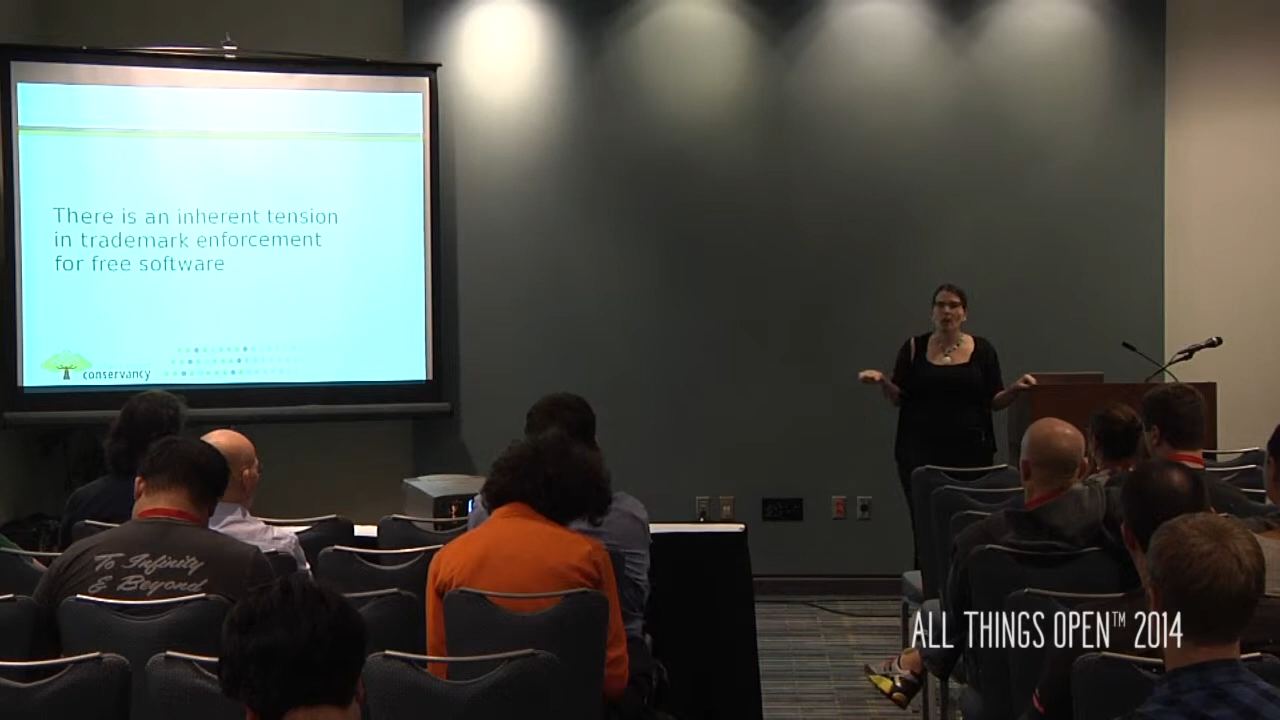 There is an inherent tension
in trademark enforcement
for free software
conservancy
To Infinity
& Beyond
ALL THINGS OPEN™ 2014